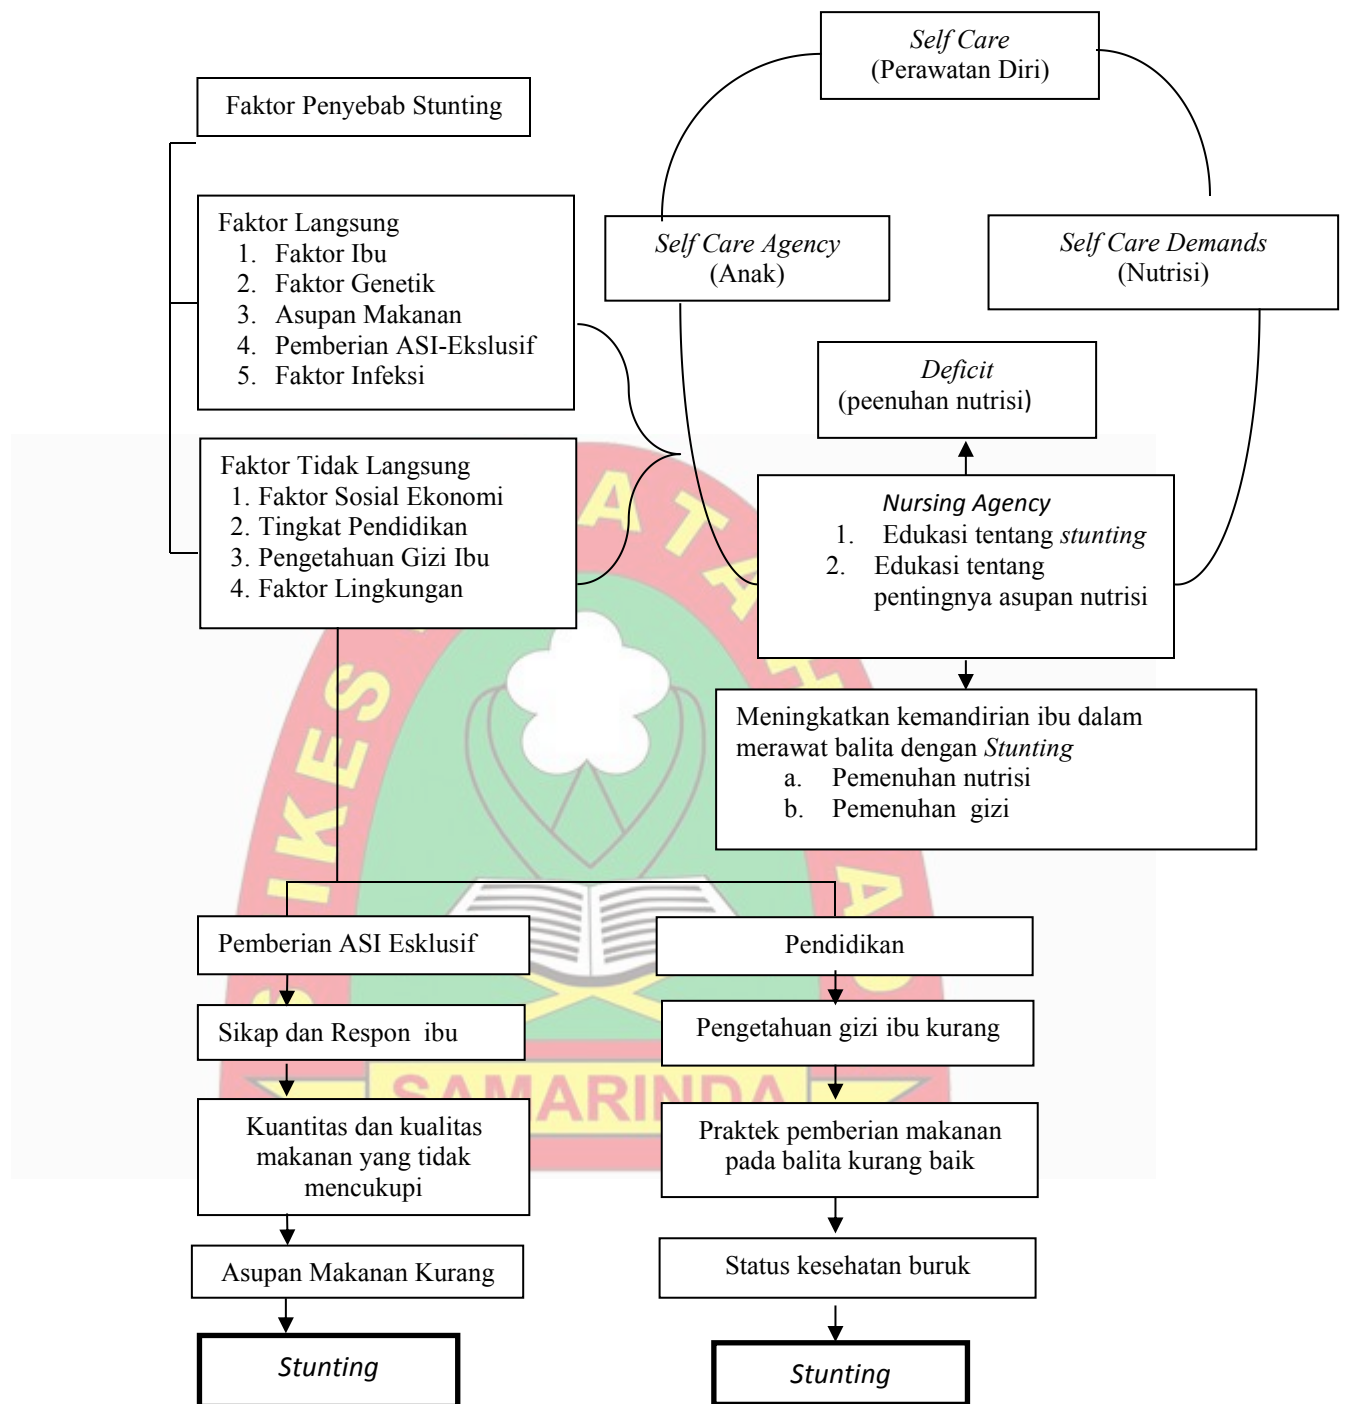 Self Care
(Perawatan Diri)
Faktor Penyebab Stunting
Faktor Langsung
1. Faktor Ibu
2. Faktor Genetik
3. Asupan Makanan
4. Pemberian ASI-Ekslusif
5. Faktor Infeksi
Self Care Agency
(Anak)
Self Care Demands
(Nutrisi)
Deficit
(peenuhan nutrisi)
Faktor Tidak Langsung
1. Faktor Sosial Ekonomi
2. Tingkat Pendidikan
3. Pengetahuan Gizi Ibu
4. Faktor Lingkungan
Nursing Agency
1. Edukasi tentang stunting
2. Edukasi tentang
pentingnya asupan nutrisi
Meningkatkan kemandirian ibu dalam
merawat balita dengan Stunting
a. Pemenuhan nutrisi
b. Pemenuhan gizi
Pemberian ASI Esklusif
Pendidikan
Sikap dan Respon ibu
Pengetahuan gizi ibu kurang
Kuantitas dan kualitas
makanan yang tidak
mencukupi
Praktek pemberian makanan
pada balita kurang baik
Asupan Makanan Kurang
Status kesehatan buruk
Stunting
Stunting
SAMARINDA